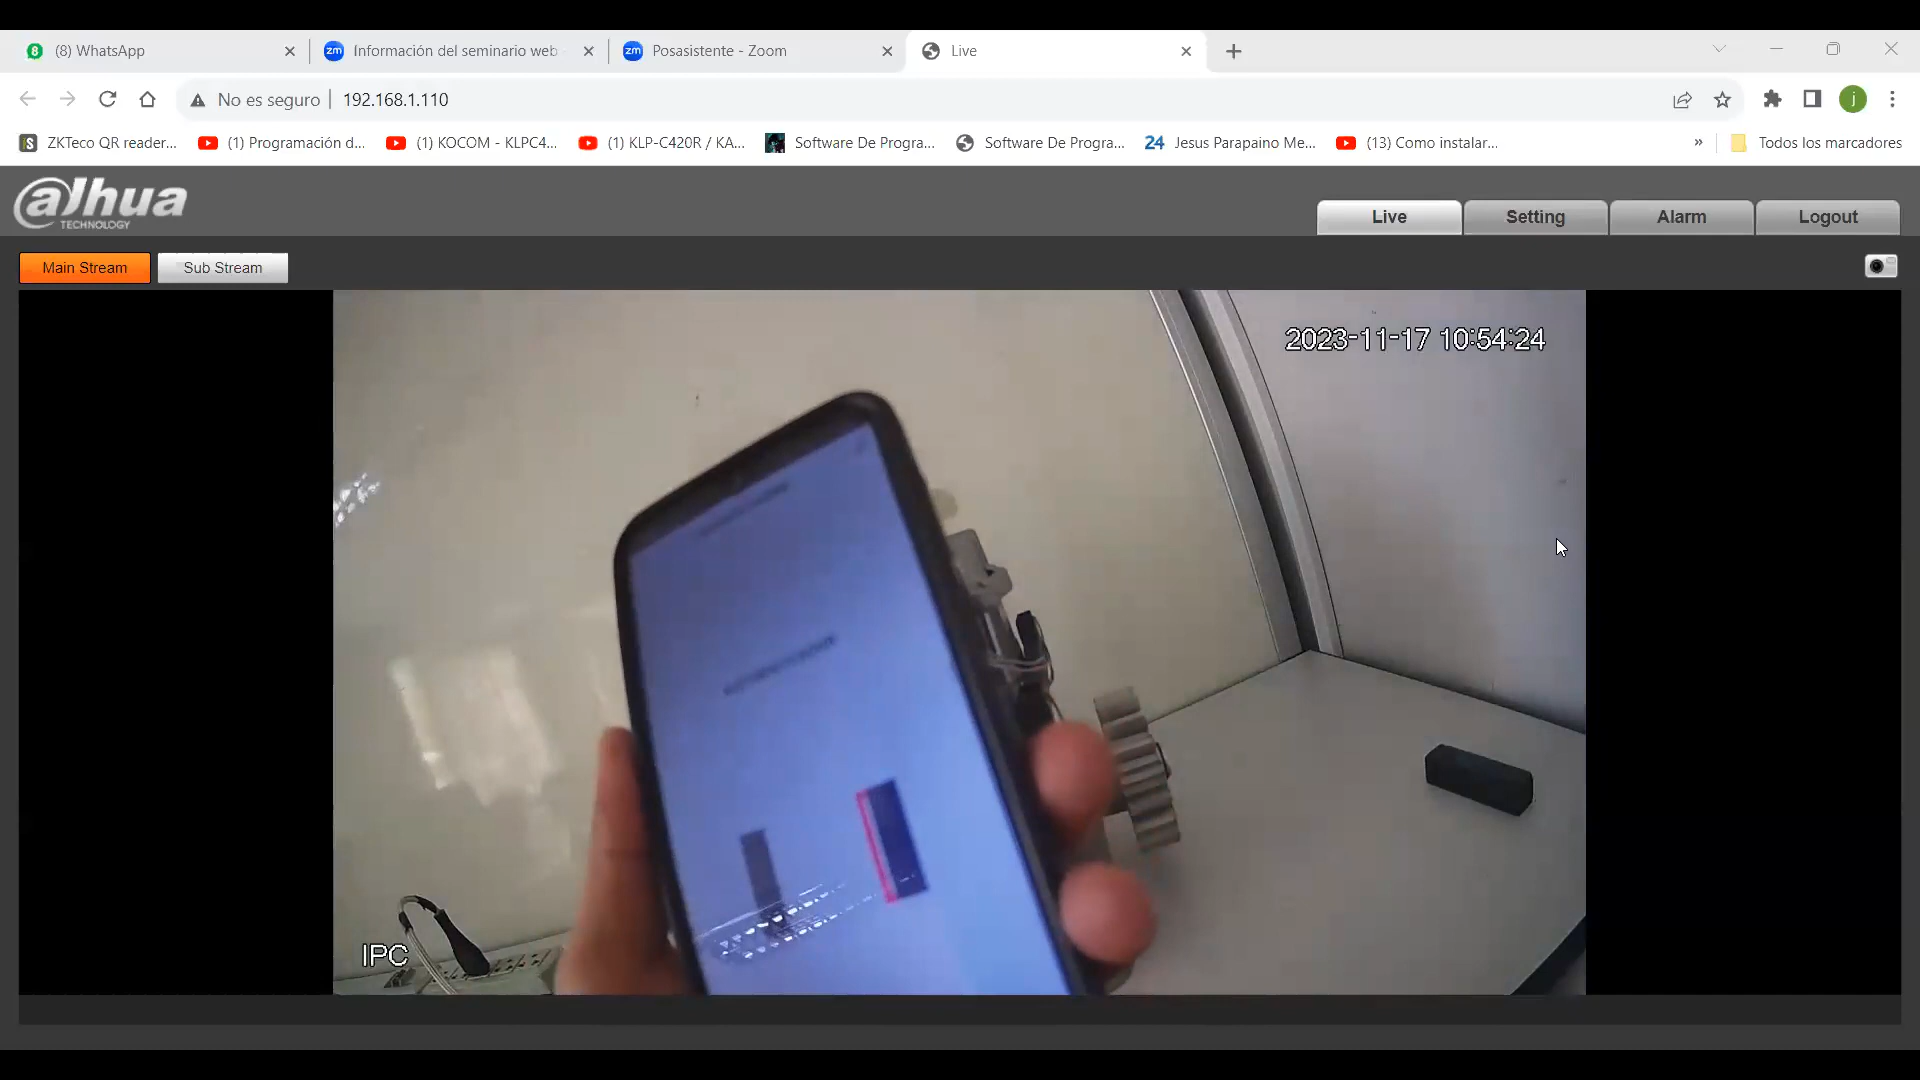 (8) WhatsApp
Información del seminario web -
Posasistente - Zoom
Live
No es seguro
192.168.1.110
j
ZKTeco QR reader...
(1) Programación d...
(1) KOCOM - KLPC4...
(1) KLP-C420R / KA...
Software De Progra...
Software De Progra...
24 Jesus Parapaino Me...
(13) Como instalar...
»
Todos los marcadores
alhua
TECHNOLOGY
Live
Setting
Alarm
Logout
Main Stream
Sub Stream
2023-11-17 10:54:24
IPC